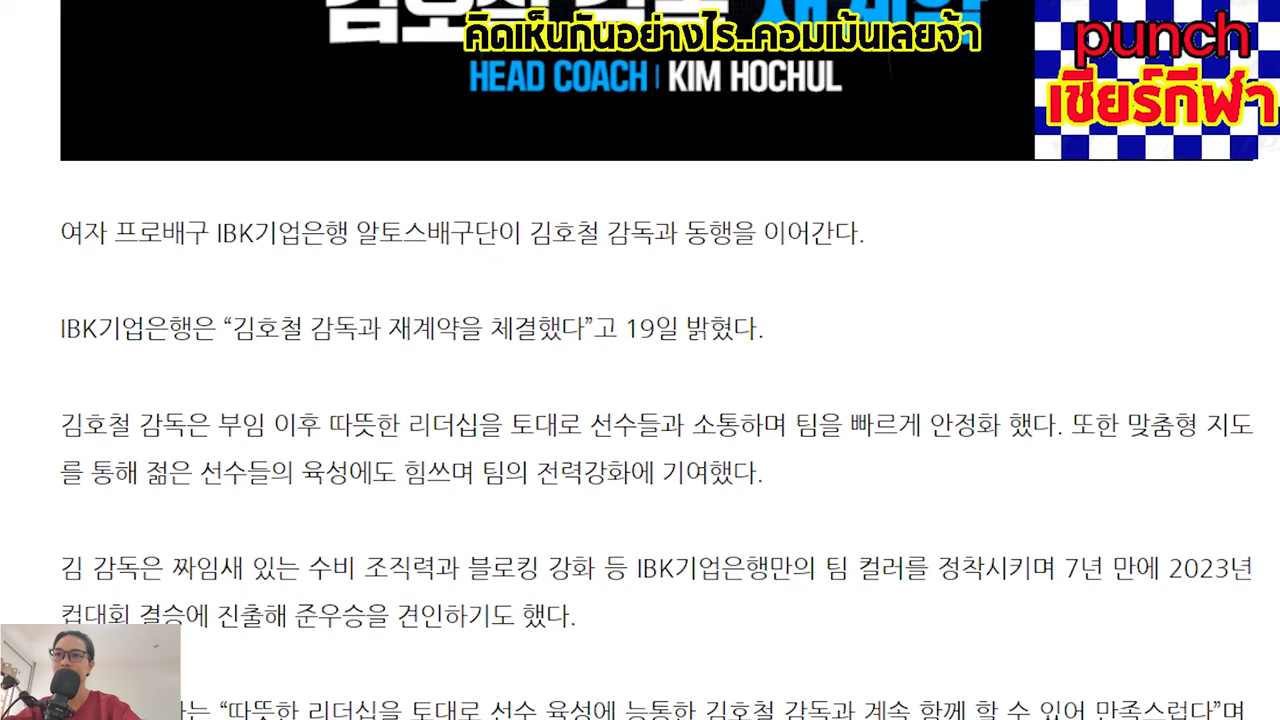 김호철 감독 재계약
คิดเห็นกันอย่างไร..คอมเม้นเลยจ้า
HEAD COACH | KIM HOCHUL
punch
เชียร์กีฬา
여자 프로배구 IBK기업은행 알토스배구단이 김호철 감독과 동행을 이어간다.
IBK기업은행은 “김호철 감독과 재계약을 체결했다”고 19일 밝혔다.
김호철 감독은 부임 이후 따뜻한 리더십을 토대로 선수들과 소통하며 팀을 빠르게 안정화 했다. 또한 맞춤형 지도
를 통해 젊은 선수들의 육성에도 힘쓰며 팀의 전력강화에 기여했다.
김 감독은 짜임새 있는 수비 조직력과 블로킹 강화 등 IBK기업은행만의 팀 컬러를 정착시키며 7년 만에 2023년
컵대회 결승에 진출해 준우승을 견인하기도 했다.
“따뜻한 리더십을 토대로 선수 육성에 능통한 김호철 감독과 계속 함께 할 수 있어 만족스럽다”며